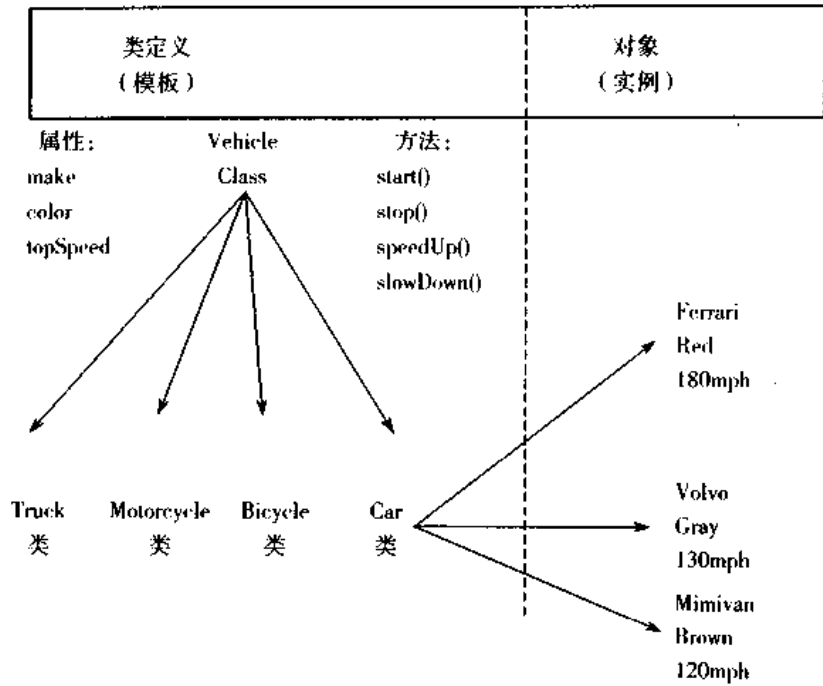 类定义
（模板）
对象
（实例）
属性：
make
color
topSpeed
Vehicle
Class
方法：
start()
stop()
speedUp()
slowDown()
Ferrari
Red
180mph
Truck
类
Motorcycle
类
Bicycle
类
Car
类
Volvo
Gray
130mph
Mimivan
Brown
120mph